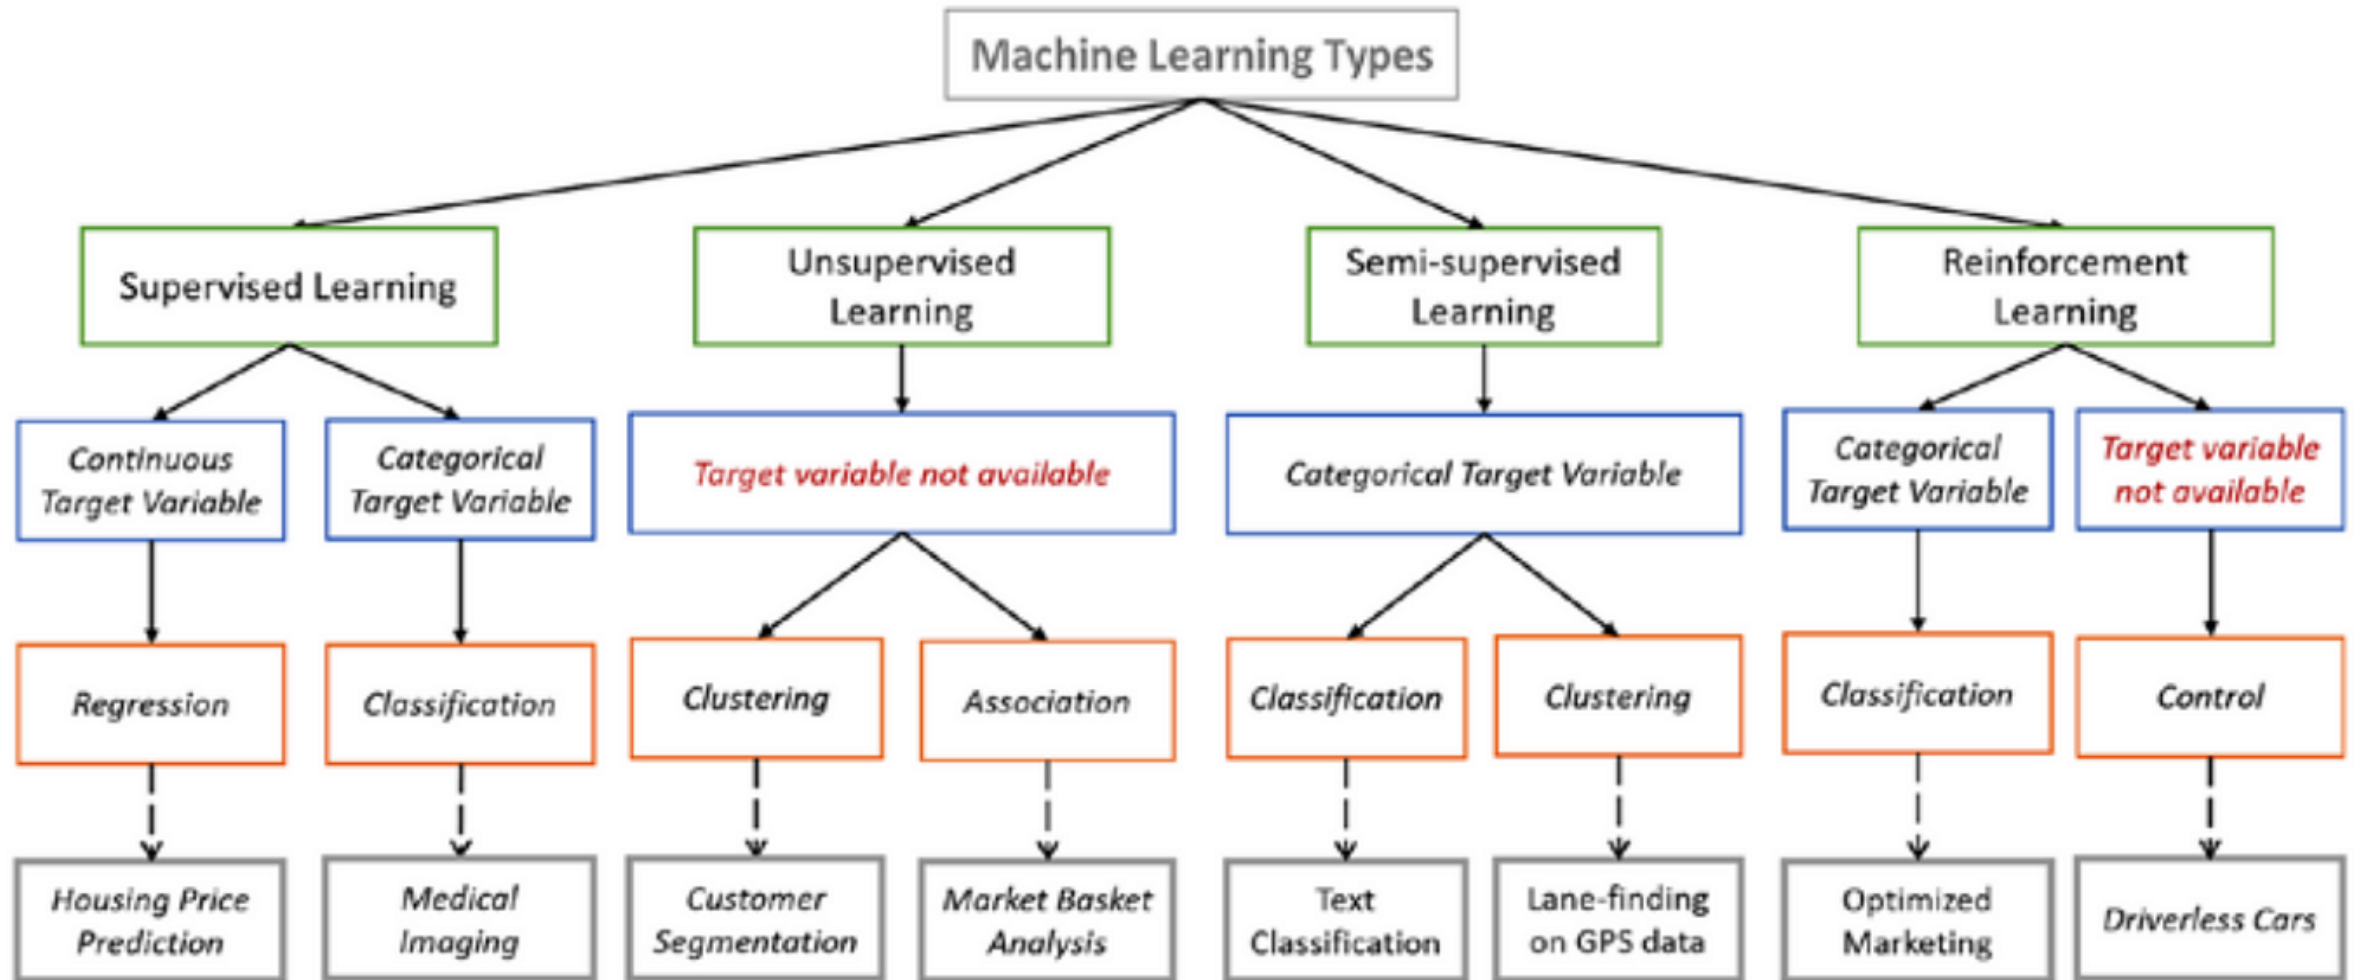 Machine Learning Types
Supervised Learning
Unsupervised
Learning
Semi-supervised
Learning
Reinforcement
Learning
Continuous
Target Variable
Categorical
Target Variable
Target variable not available
Categorical Target Variable
Categorical
Target Variable
Target variable
not available
Regression
Classification
Clustering
Association
Classification
Clustering
Classification
Control
Housing Price
Prediction
Medical
Imaging
Customer
Segmentation
Market Basket
Analysis
Text
Classification
Lane-finding
on GPS data
Optimized
Marketing
Driverless Cars